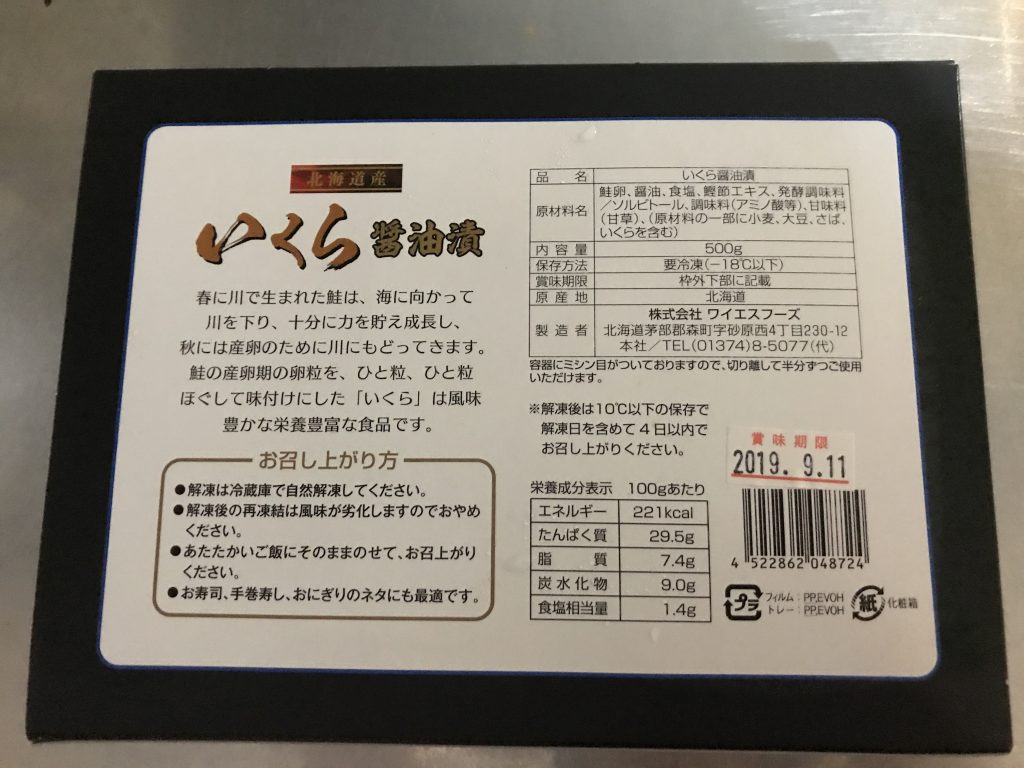 北海道産
いくら醬油漬
春に川で生まれた鮭は、海に向かって
川を下り、十分に力を貯え成長し、
秋には産卵のために川にもどってきます。
鮭の産卵期の卵粒を、ひと粒、ひと粒
ほぐして味付けにした「いくら」は風味
豊かな栄養豊富な食品です。
お召し上がり方
●解凍は冷蔵庫で自然解凍してください。
●解凍後の再凍結は風味が劣化しますのでおやめ
ください。
●あたたかいご飯にそのままのせて、お召上がり
ください。
●お寿司、手巻寿し、おにぎりのネタにも最適です。
品名 いくら醤油漬
原材料名 鮭卵、醤油、食塩、鰹節エキス、発酵調味料
／ソルビトール、調味料(アミノ酸等)、甘味料
(甘草)、(原材料の一部に小麦、大豆、さば、
いくらを含む)
内容量 500g
保存方法 要冷凍(−18℃以下)
賞味期限 枠外下部に記載
原産地 北海道
製造者 株式会社 ワイエスフーズ
北海道茅部郡森町字砂原西4丁目230-12
本社／TEL(01374)8-5077(代)
容器にミシン目がついておりますので、切り離して半分ずつご使用
いただけます。
※解凍後は10℃以下の保存で
解凍日を含めて4日以内で
お召し上がりください。
賞味期限
2019. 9.11
栄養成分表示 100gあたり
エネルギー 221kcal
たんぱく質 29.5g
脂質 7.4g
炭水化物 9.0g
食塩相当量 1.4g
4 522862 048724
プラ フィルム：PP,EVOH
トレー：PP,EVOH
紙 化粧箱